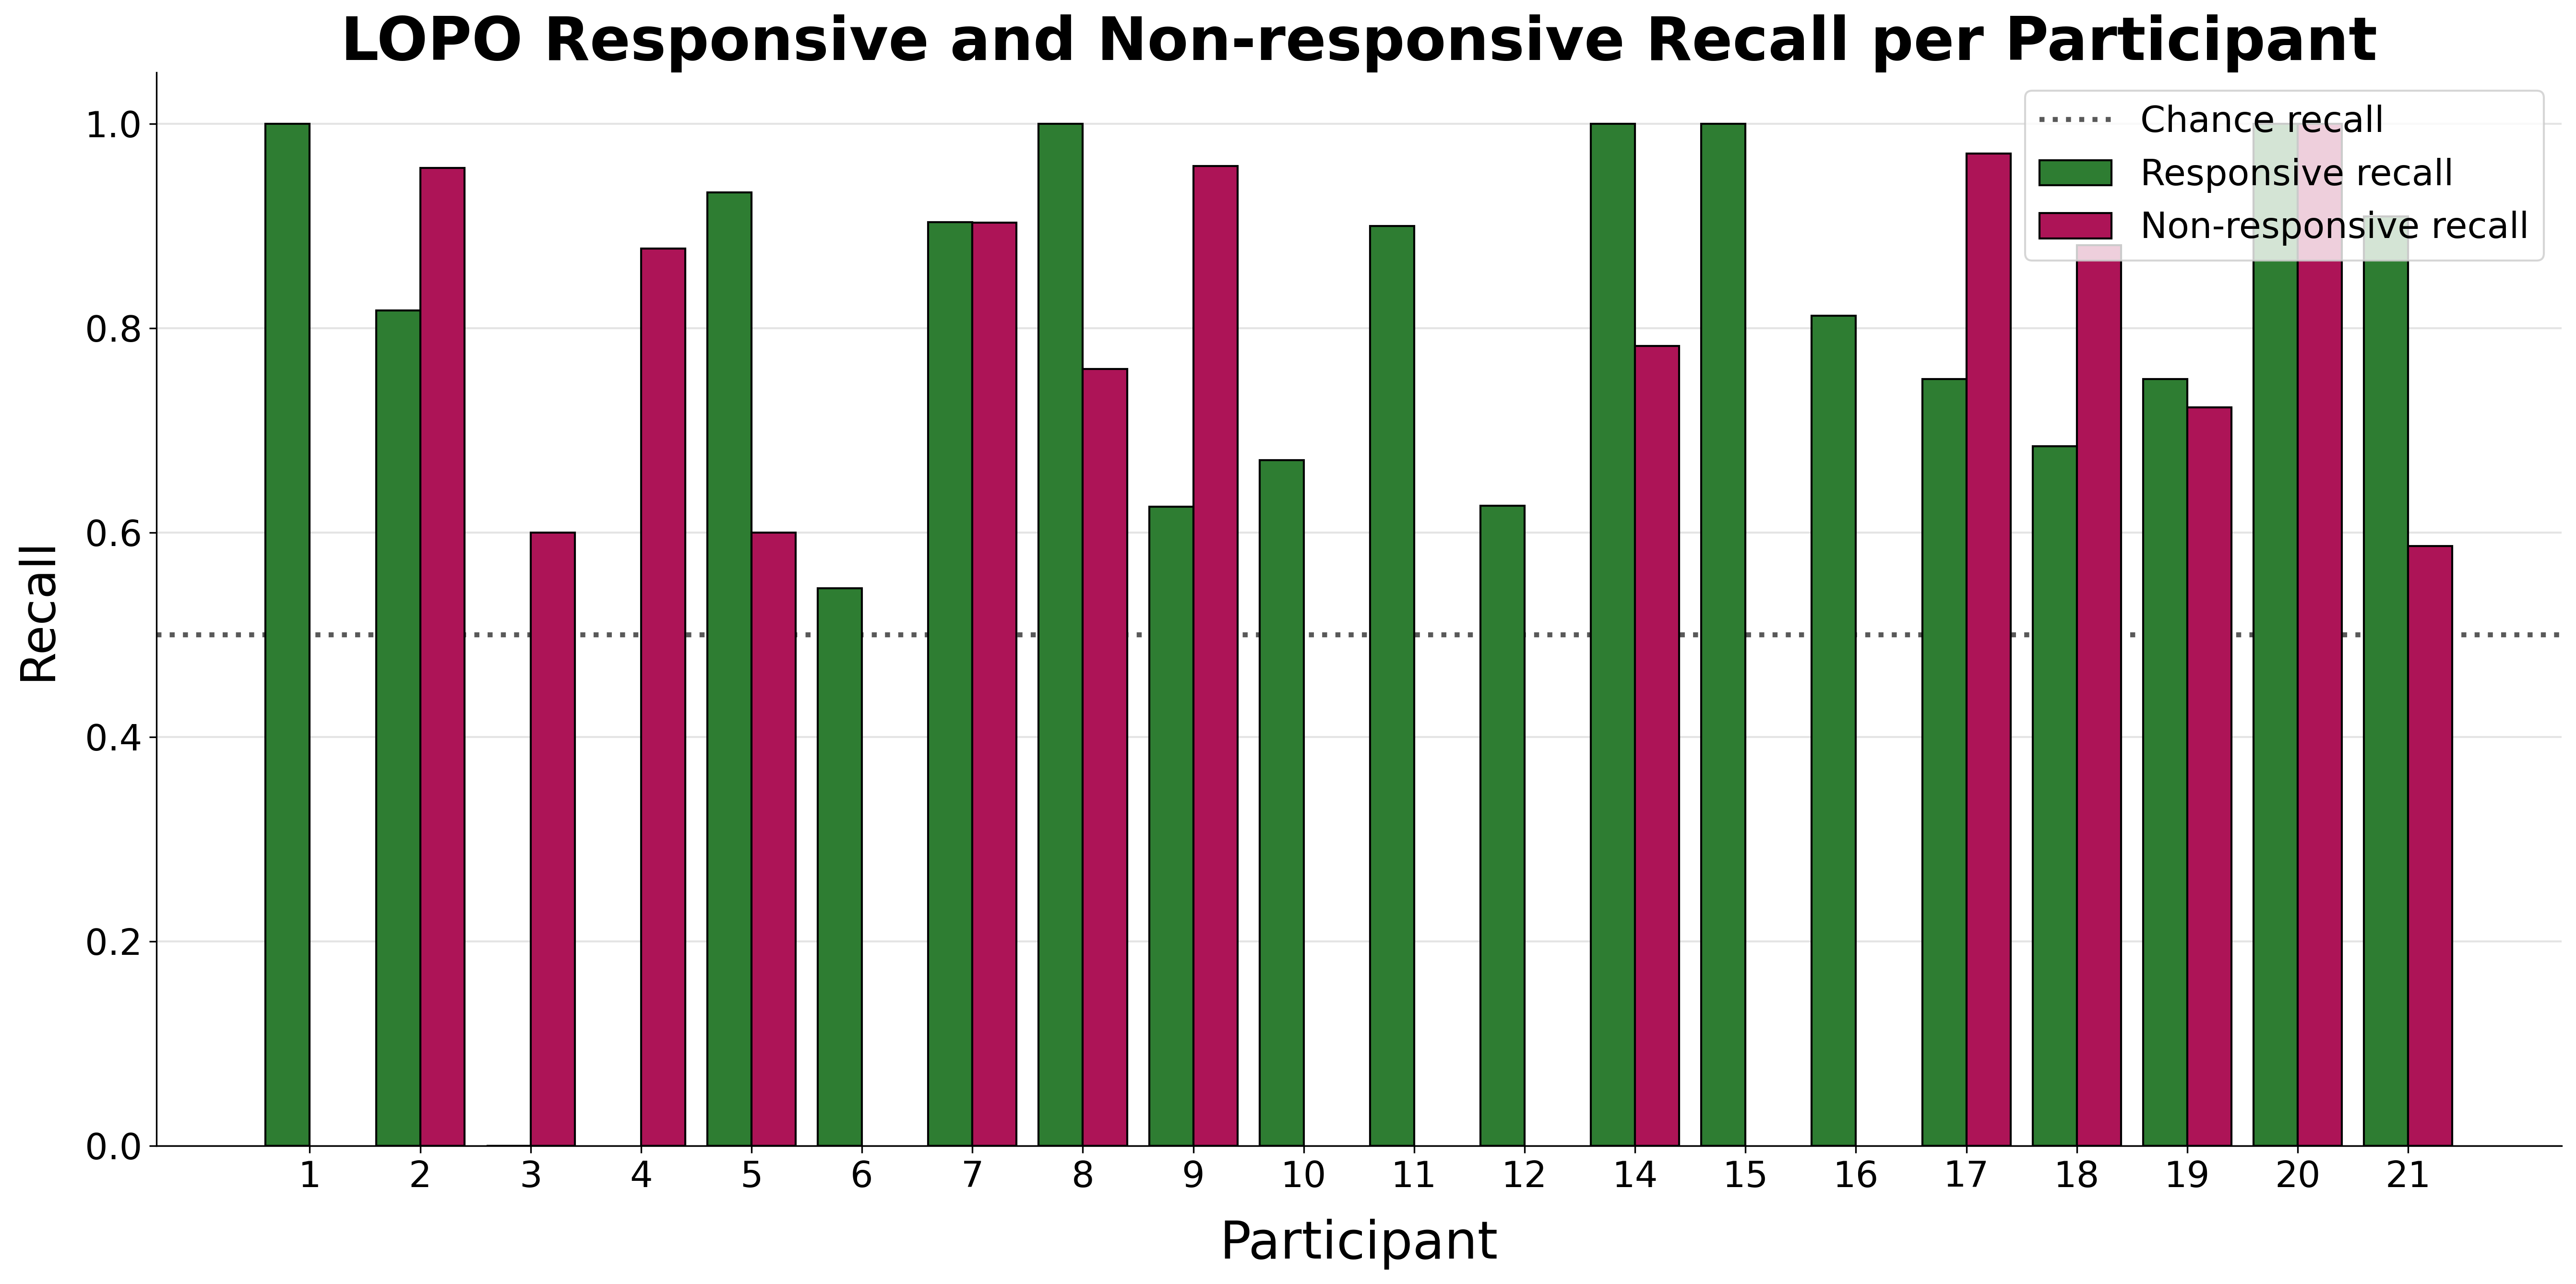 LOPO Responsive and Non-responsive Recall per Participant
Chance recall
Responsive recall
Non-responsive recall
Recall
1.0
0.8
0.6
0.4
0.2
0.0
1 2 3 4 5 6 7 8 9 10 11 12 14 15 16 17 18 19 20 21
Participant